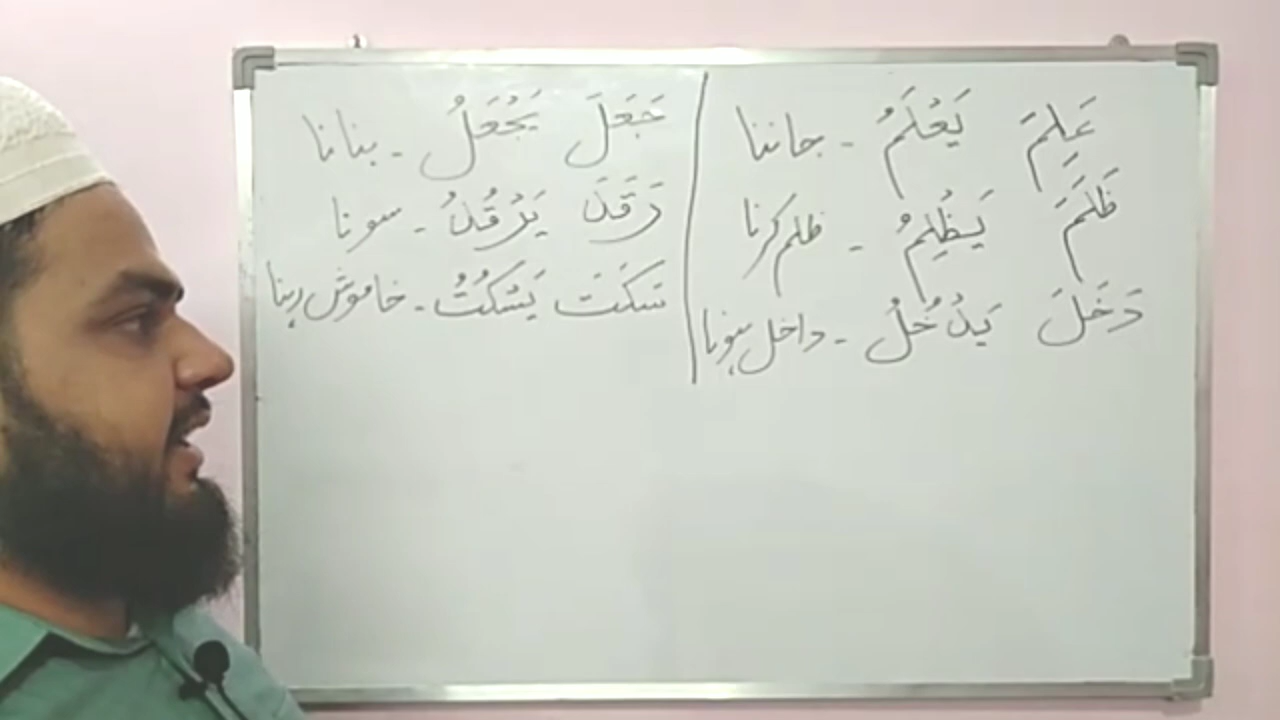 عَلِمَ يَعْلَمُ - جاننا
ظَلَمَ يَظْلِمُ - ظلم کرنا
دَخَلَ يَدْخُلُ - داخل ہونا
جَعَلَ يَجْعَلُ - بنانا
رَقَدَ يَرْقُدُ - سونا
سَكَتَ يَسْكُتُ - خاموش رہنا